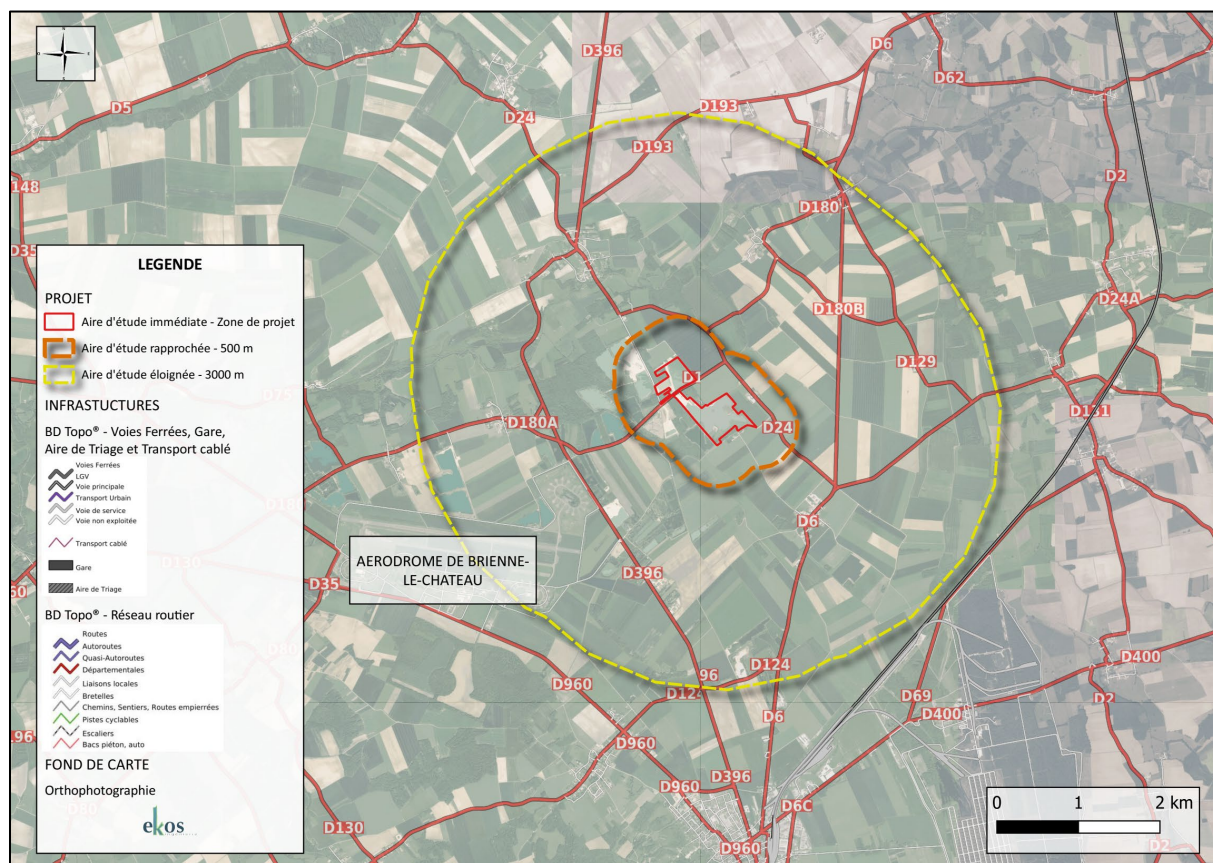 D396
D6
D62
D5
D193
D24
D193
D2
148
D180
D35
LEGENDE
PROJET
Aire d'étude immédiate - Zone de projet
Aire d'étude rapprochée - 500 m
Aire d'étude éloignée - 3000 m
INFRASTUCTURES
BD Topo® - Voies Ferrées, Gare,
Aire de Triage et Transport cablé
Voies Ferrées
LGV
Voie principale
Transport Urbain
Voie de service
Voie non exploitée
Transport cablé
Gare
Aire de Triage
BD Topo® - Réseau routier
Routes
Autoroutes
Quasi-Autoroutes
Départementales
Liaisons locales
Bretelles
Chemins, Sentiers, Routes empierrées
Pistes cyclables
Escaliers
Bacs piéton, auto
FOND DE CARTE
Orthophotographie
ekos
D24A
D180B
D129
D1
D131
D180A
D24
D6
AERODROME DE BRIENNE-
LE-CHATEAU
D35
D396
D130
D124
D400
96
D124
D960
D69
D400
D2
D6
D960
D396
D960
D6C
D130
D960
D80
D2
0 1 2 km